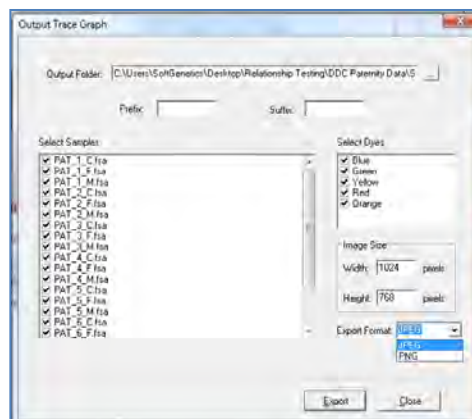 Output Trace Graph
Output Folder: C:\Users\SoftGenetics\Desktop\Relationship Testing\DDC Paternity Data\S ...
Prefix: Suffix:
Select Samples Select Dyes
PAT_1_C.fsa
PAT_1_F.fsa
PAT_1_M.fsa
PAT_2_C.fsa
PAT_2_F.fsa
PAT_2_M.fsa
PAT_3_C.fsa
PAT_3_F.fsa
PAT_3_M.fsa
PAT_4_C.fsa
PAT_4_F.fsa
PAT_4_M.fsa
PAT_5_C.fsa
PAT_5_F.fsa
PAT_5_M.fsa
PAT_6_C.fsa
PAT_6_F.fsa
Blue
Green
Yellow
Red
Orange
Image Size
Width: 1024 pixels
Height: 768 pixels
Export Format: JPEG
JPEG
PNG
Export Close